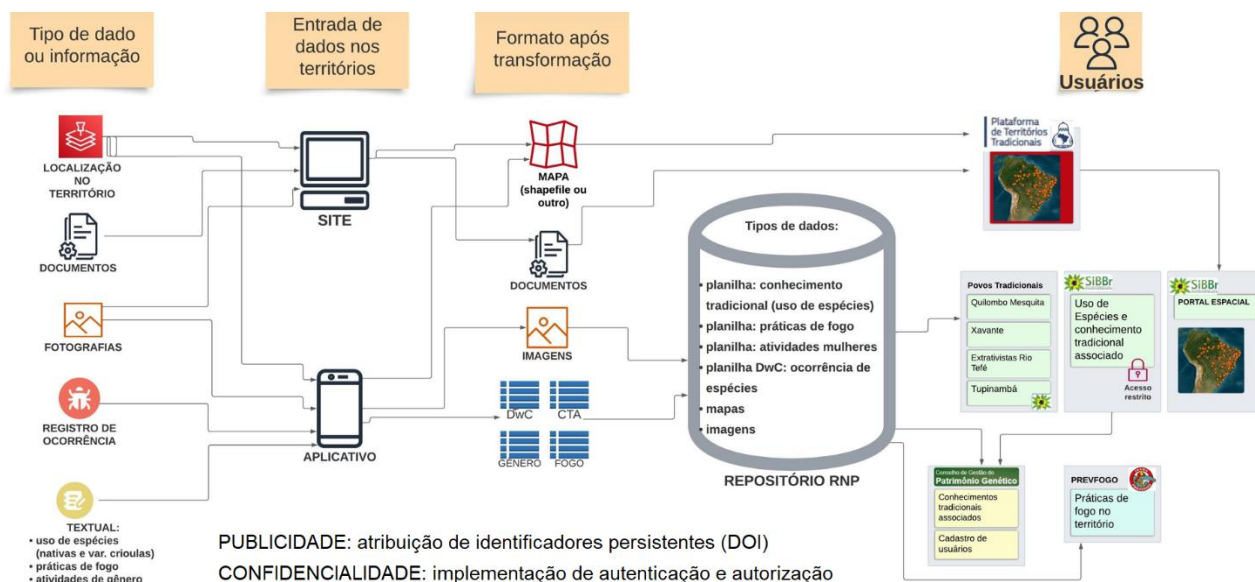 Tipo de dado
ou informação
Entrada de
dados nos
territórios
Formato após
transformação
Usuários
LOCALIZAÇÃO
NO
TERRITÓRIO
DOCUMENTOS
FOTOGRAFIAS
REGISTRO DE
OCORRÊNCIA
TEXTUAL:
• uso de espécies
(nativas e var. crioulas)
• práticas de fogo
• atividades de gênero
SITE
APLICATIVO
MAPA
(shapefile ou
outro)
DOCUMENTOS
IMAGENS
DwC
CTA
GÊNERO
FOGO
Tipos de dados:
• planilha: conhecimento
tradicional (uso de espécies)
• planilha: práticas de fogo
• planilha: atividades mulheres
• planilha DwC: ocorrência de
espécies
• mapas
• imagens
REPOSITÓRIO RNP
Plataforma
de Territórios
Tradicionais
Povos Tradicionais
Quilombo Mesquita
Xavante
Extrativistas Rio
Tefé
Tupinambá
SiBBr
Uso de
Espécies e
conhecimento
tradicional
associado
Acesso
restrito
SiBBr
PORTAL ESPACIAL
Conselho de Gestão do
Patrimônio Genético
Conhecimentos
tradicionais
associados
Cadastro de
usuários
PREVFOGO
Práticas de
fogo no
território
PUBLICIDADE: atribuição de identificadores persistentes (DOI)
CONFIDENCIALIDADE: implementação de autenticação e autorização